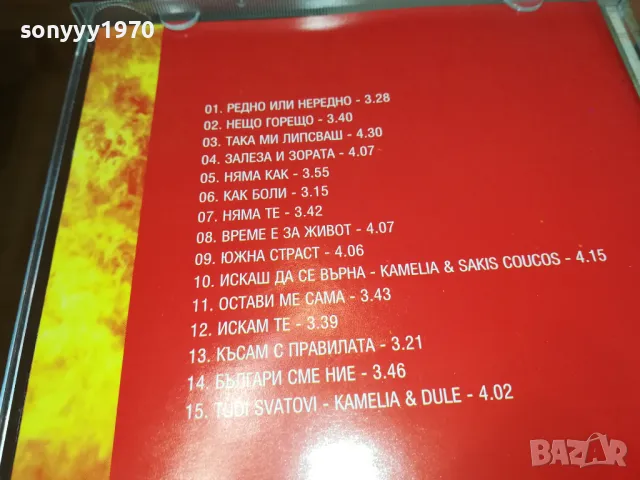 sonyyy1970
01. РЕДНО ИЛИ НЕРЕДНО - 3.28
02. НЕЩО ГОРЕЩО - 3.40
03. ТАКА МИ ЛИПСВАШ - 4.30
04. ЗАЛЕЗА И ЗОРАТА - 4.07
05. НЯМА КАК - 3.55
06. КАК БОЛИ - 3.15
07. НЯМА ТЕ - 3.42
08. ВРЕМЕ Е ЗА ЖИВОТ - 4.07
09. ЮЖНА СТРАСТ - 4.06
10. ИСКАШ ДА СЕ ВЪРНА - KAMELIA & SAKIS COUCOS - 4.15
11. ОСТАВИ МЕ САМА - 3.43
12. ИСКАМ ТЕ - 3.39
13. КЪСАМ С ПРАВИЛАТА - 3.21
14. БЪЛГАРИ СМЕ НИЕ - 3.46
15. TUDI SVATOVI - KAMELIA & DULE - 4.02
BAZAR
bazar.bg